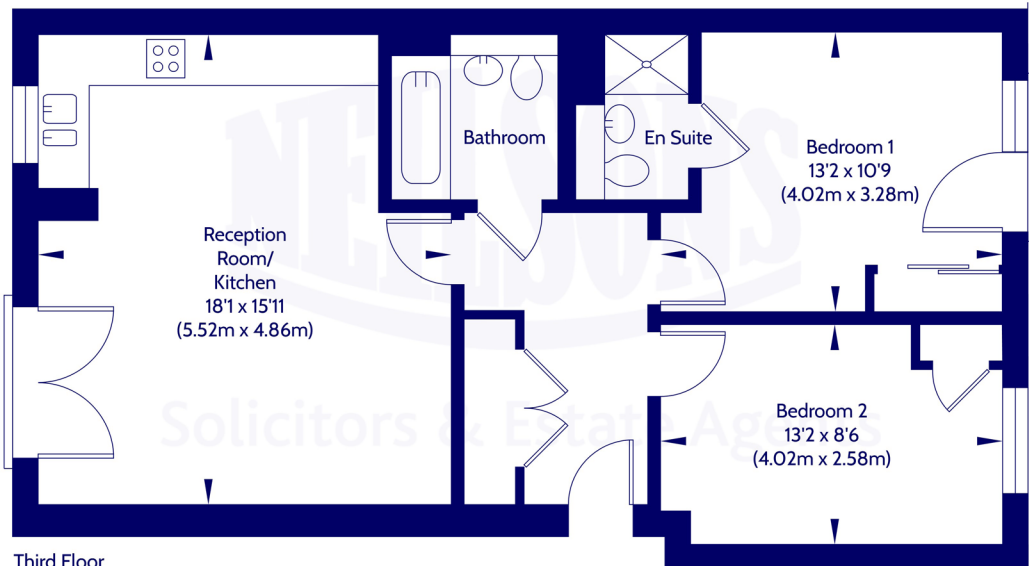 NEILSONS
Solicitors & Estate Agents
Bathroom
En Suite
Bedroom 1
13'2 x 10'9
(4.02m x 3.28m)
Reception
Room/
Kitchen
18'1 x 15'11
(5.52m x 4.86m)
Bedroom 2
13'2 x 8'6
(4.02m x 2.58m)
Third Floor